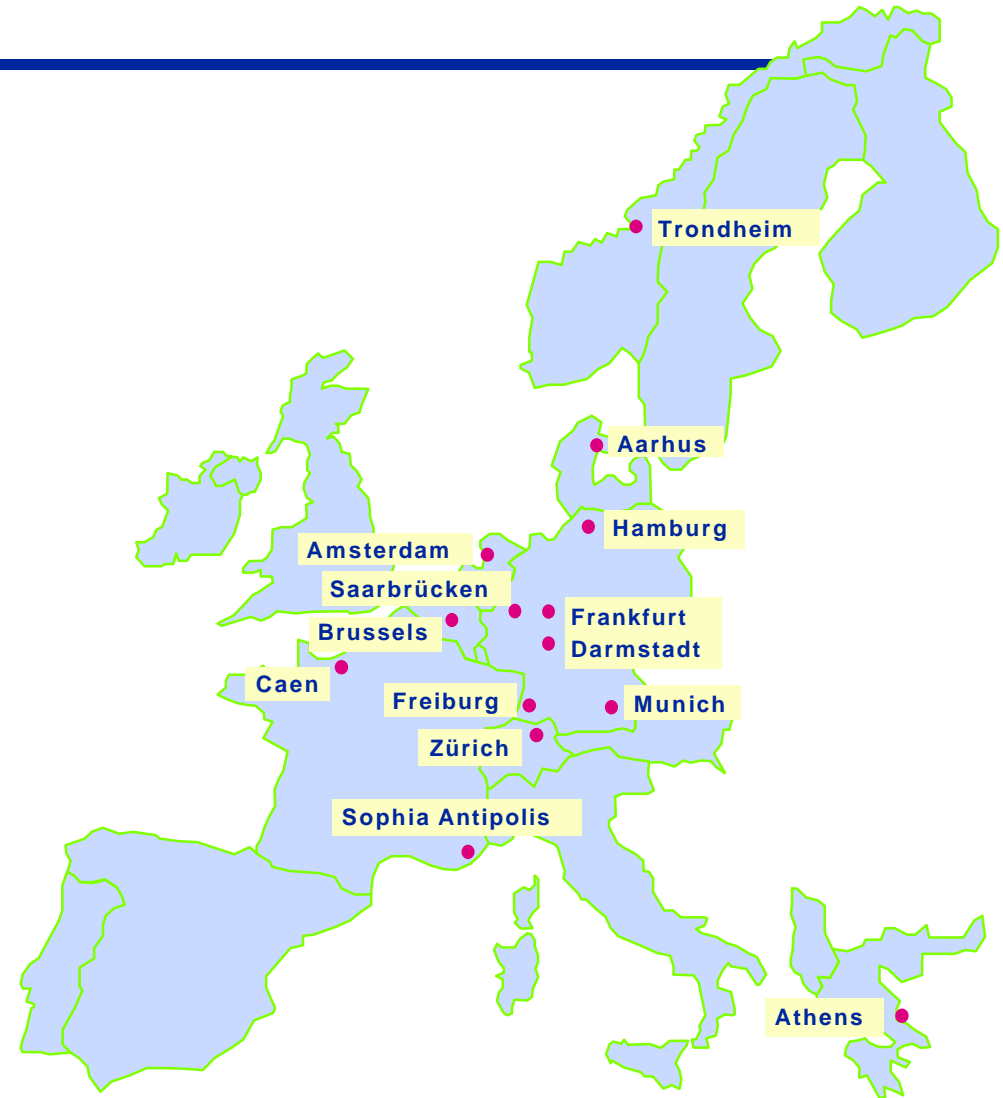 Trondheim
Aarhus
Hamburg
Amsterdam
Saarbrücken
Frankfurt
Brussels
Darmstadt
Caen
Freiburg
Munich
Zürich
Sophia Antipolis
Athens